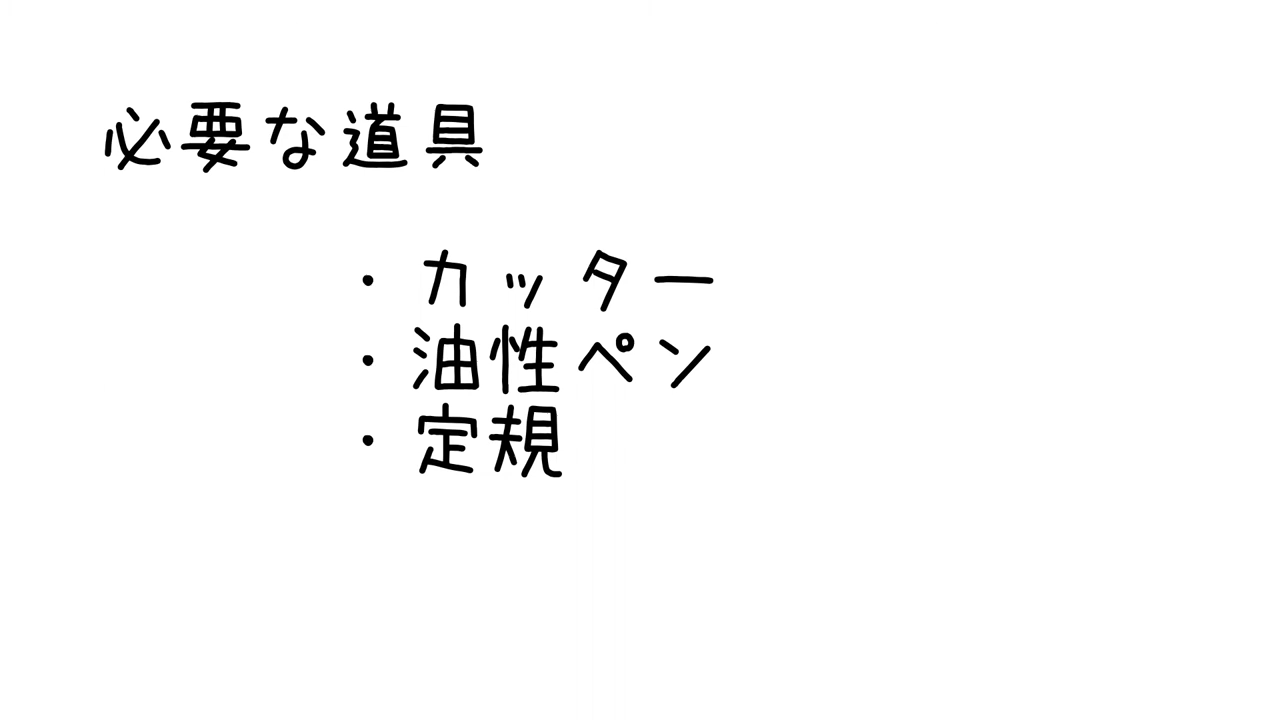 必要な道具
・カッター
・油性ペン
・定規